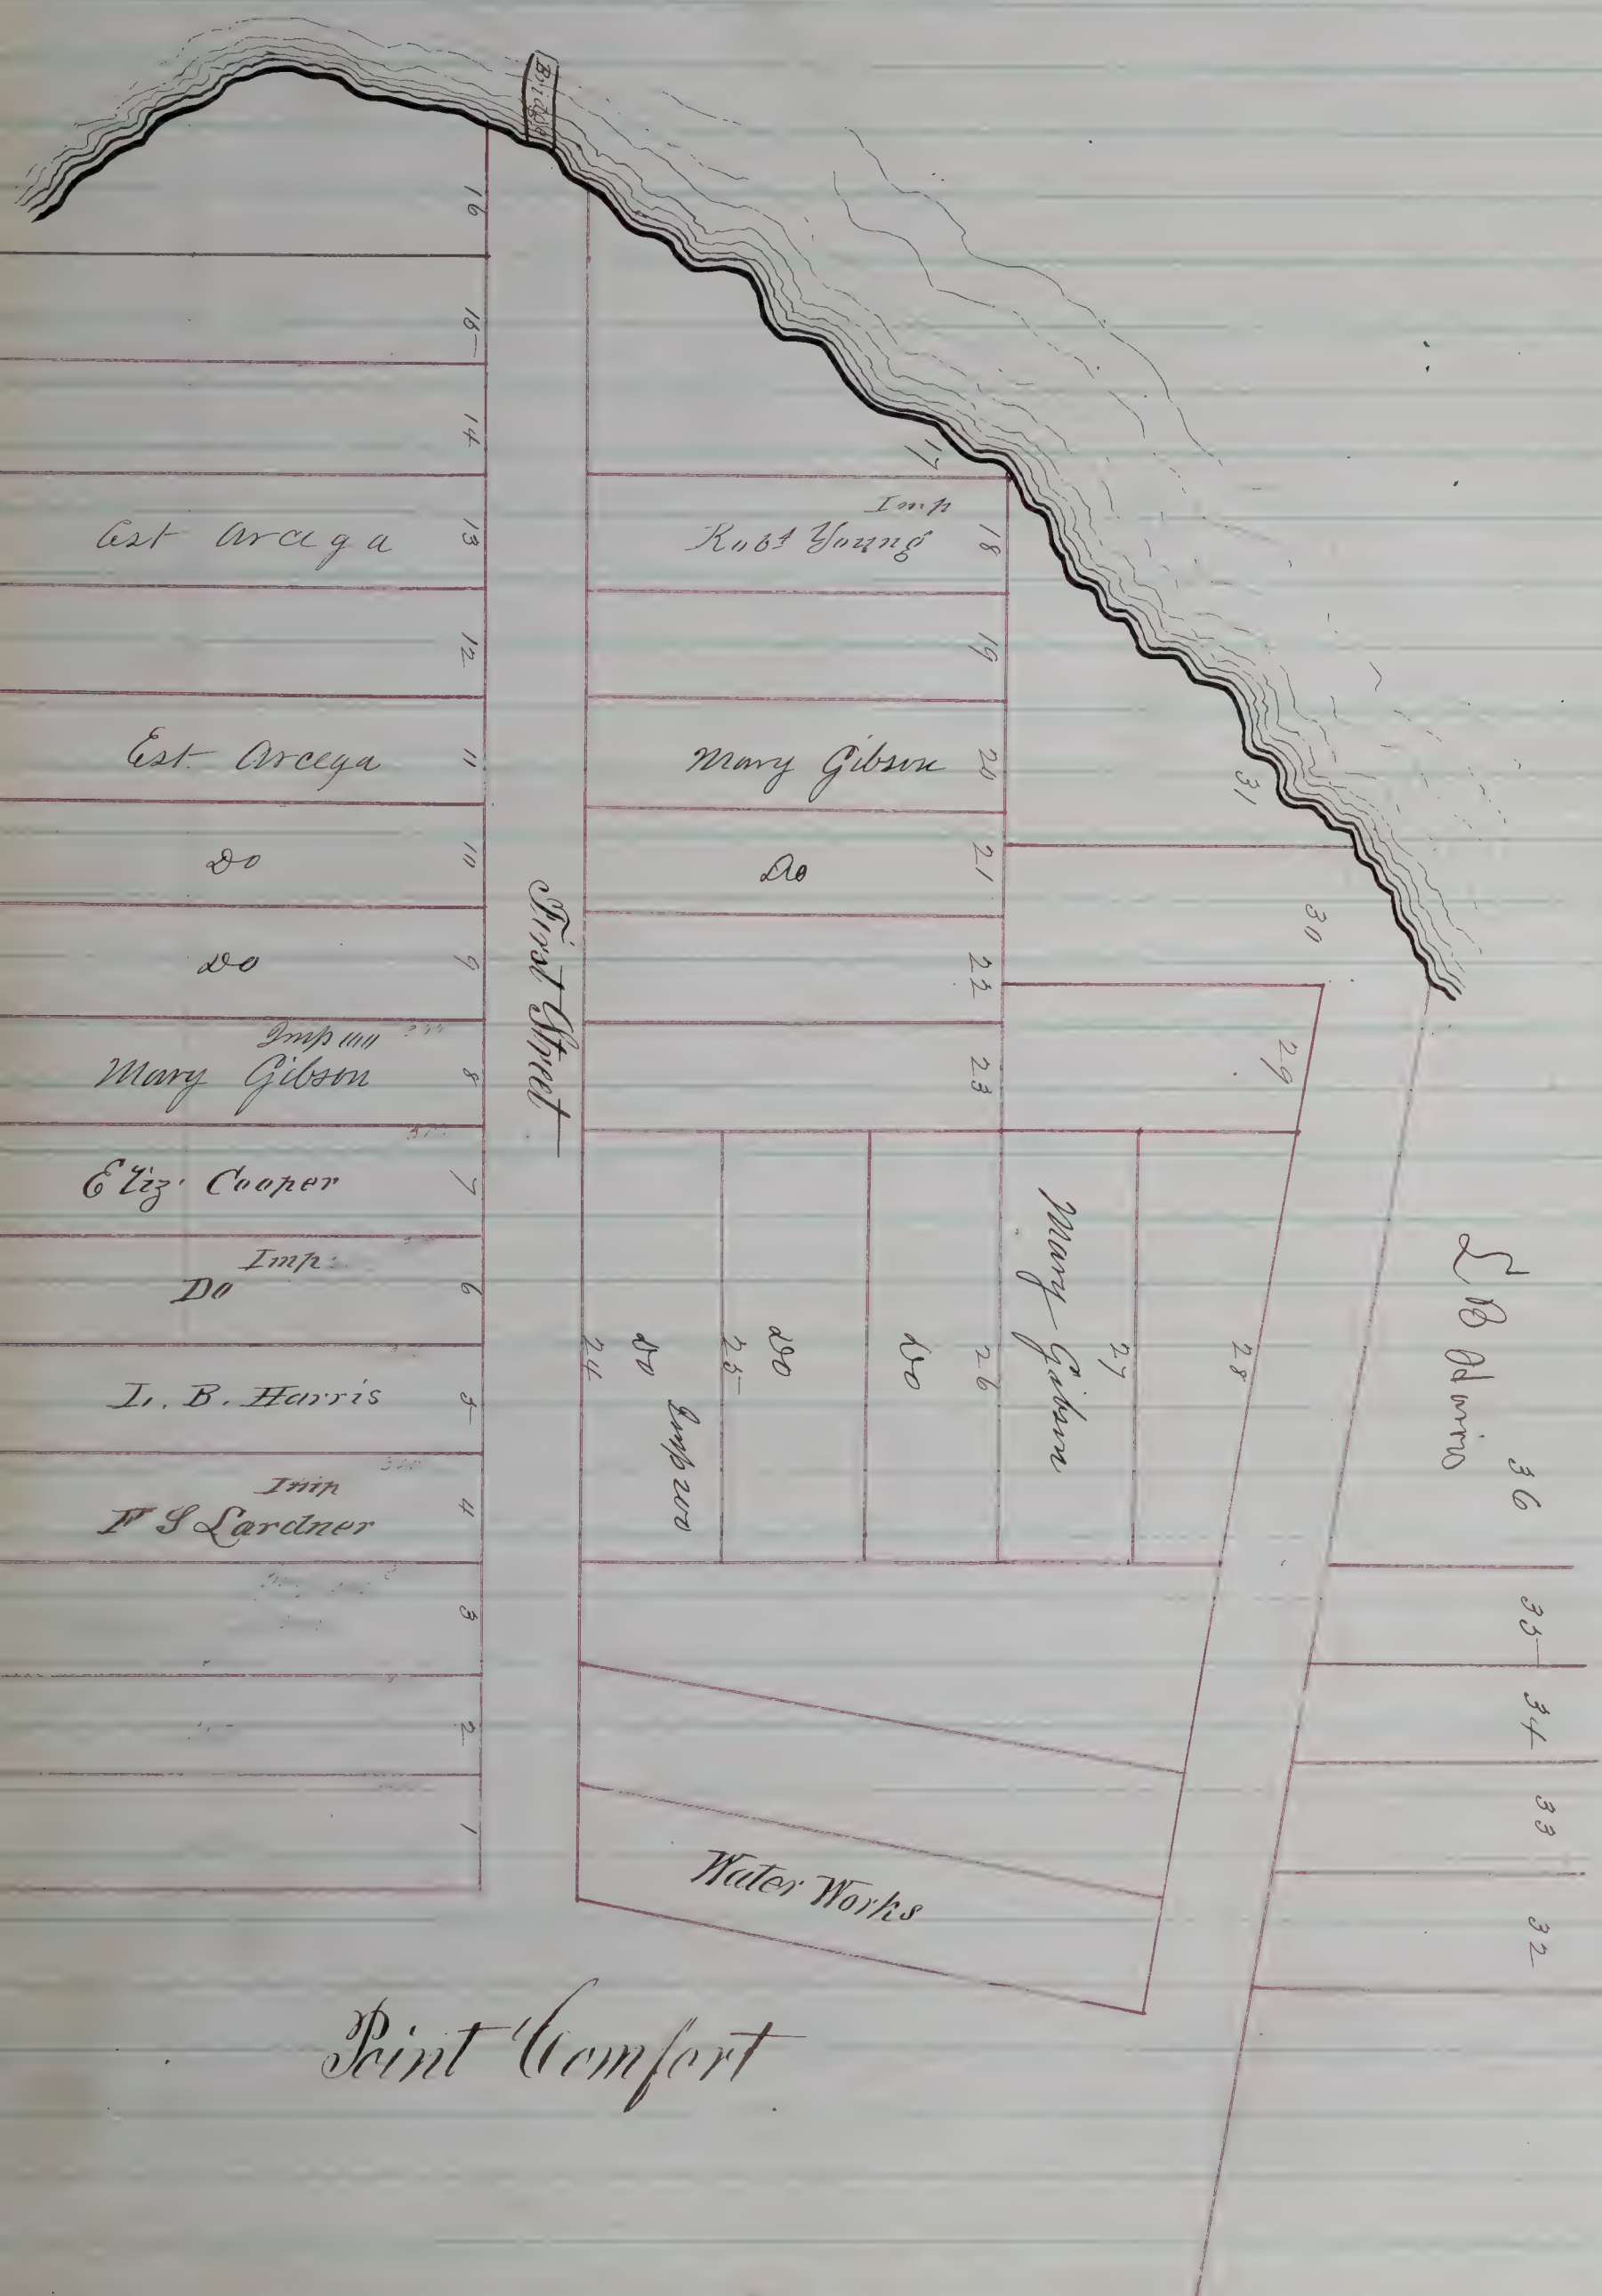 Bridge
16
15
14
13
Est Arcega
12
11
Est. Arcega
10
Do
9
Do
8
Imp
Mary Gibson
7
Eliz. Cooper
6
Imp.
Do
5
L. B. Harris
4
Imp
F S Lardner
3
2
1
First Street
17
Imp
18
Robt Young
19
20
Mary Gibson
21
Do
22
23
24
Do
25
Do
26
Do
27
Mary Gibson
28
29
30
31
L B
36
35
34
33
32
Water Works
Point Comfort